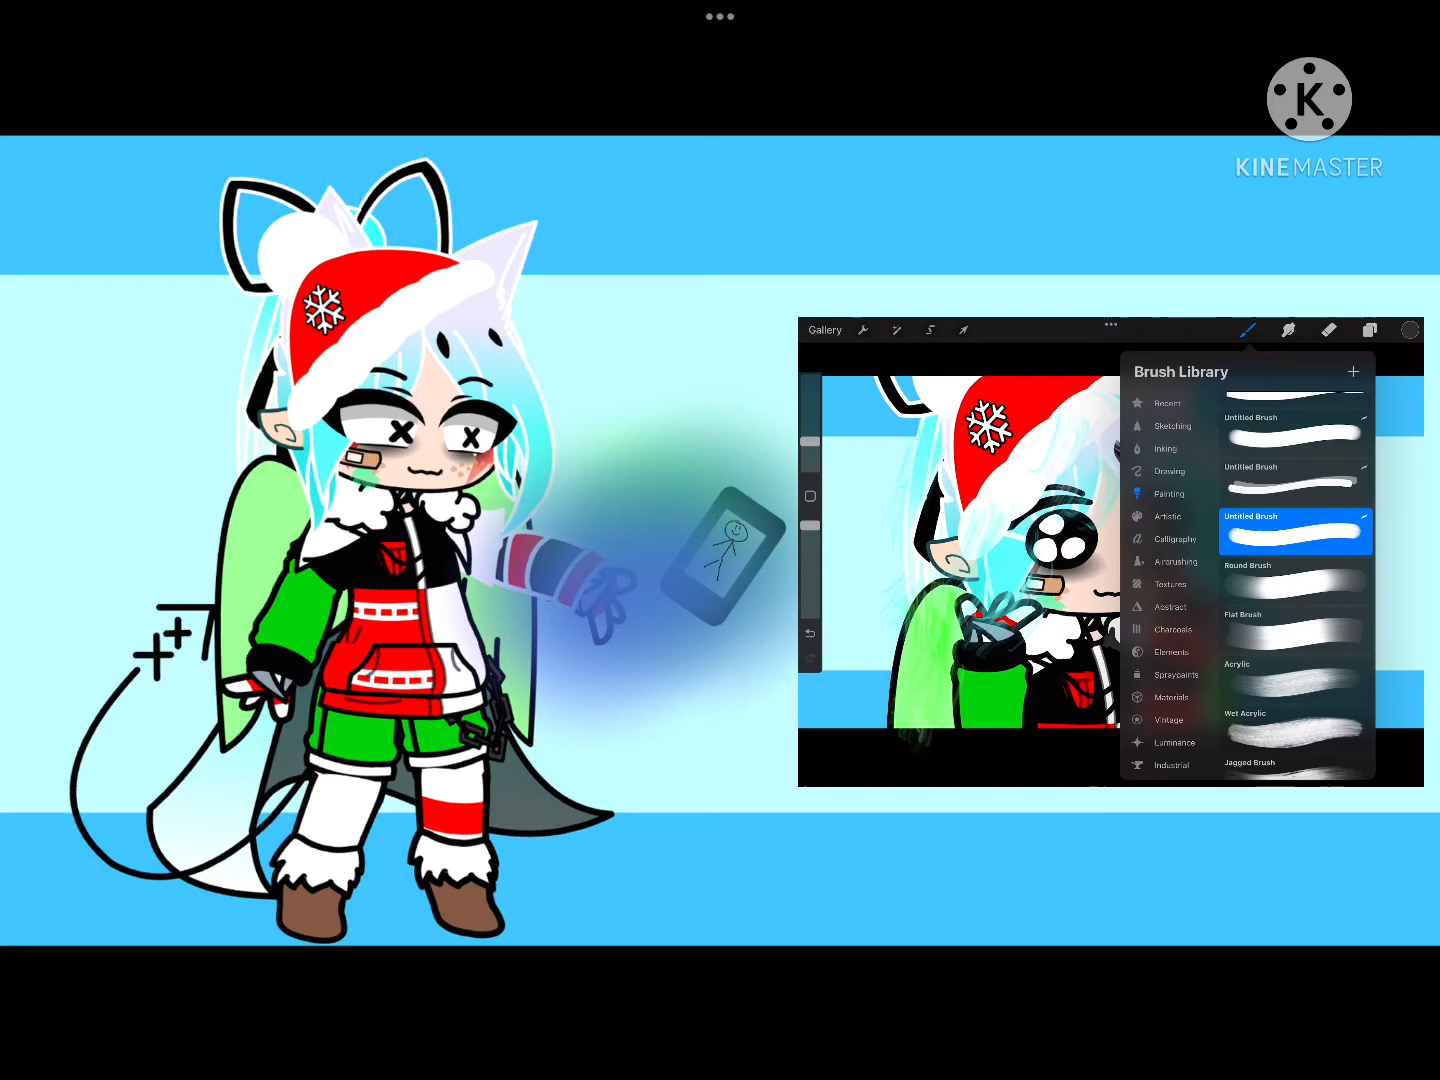 K
KINEMASTER
Gallery
Brush Library
Recent
Sketching
Inking
Drawing
Painting
Artistic
Calligraphy
Airbrushing
Textures
Abstract
Charcoals
Elements
Spraypaints
Materials
Vintage
Luminance
Industrial
Untitled Brush
Untitled Brush
Untitled Brush
Round Brush
Flat Brush
Acrylic
Wet Acrylic
Jagged Brush